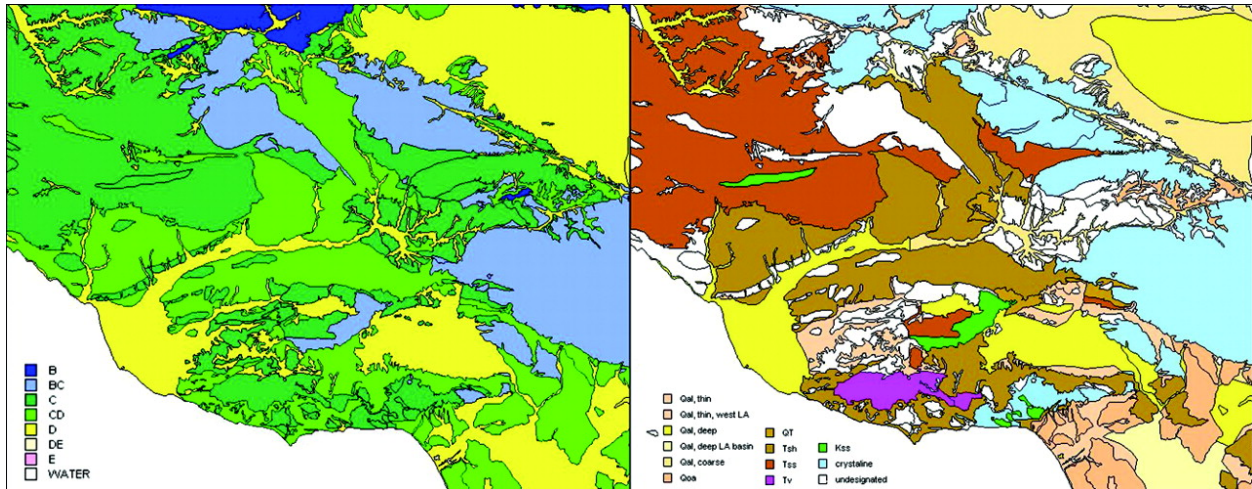 B
BC
C
CD
D
DE
E
WATER
Qal, thin
Qal, thin, west LA
Qal, deep
Qal, deep LA basin
Qal, coarse
Qoa
QT
Tsh
Tss
Tv
Kss
crystaline
undesignated